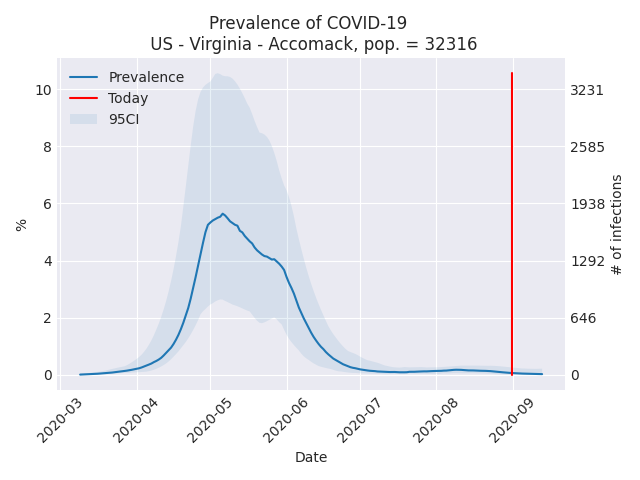 Prevalence of COVID-19
US - Virginia - Accomack, pop. = 32316
Prevalence
Today
95CI
10
8
6
4
2
0
%
3231
2585
1938
1292
646
0
# of infections
2020-03
2020-04
2020-05
2020-06
2020-07
2020-08
2020-09
Date